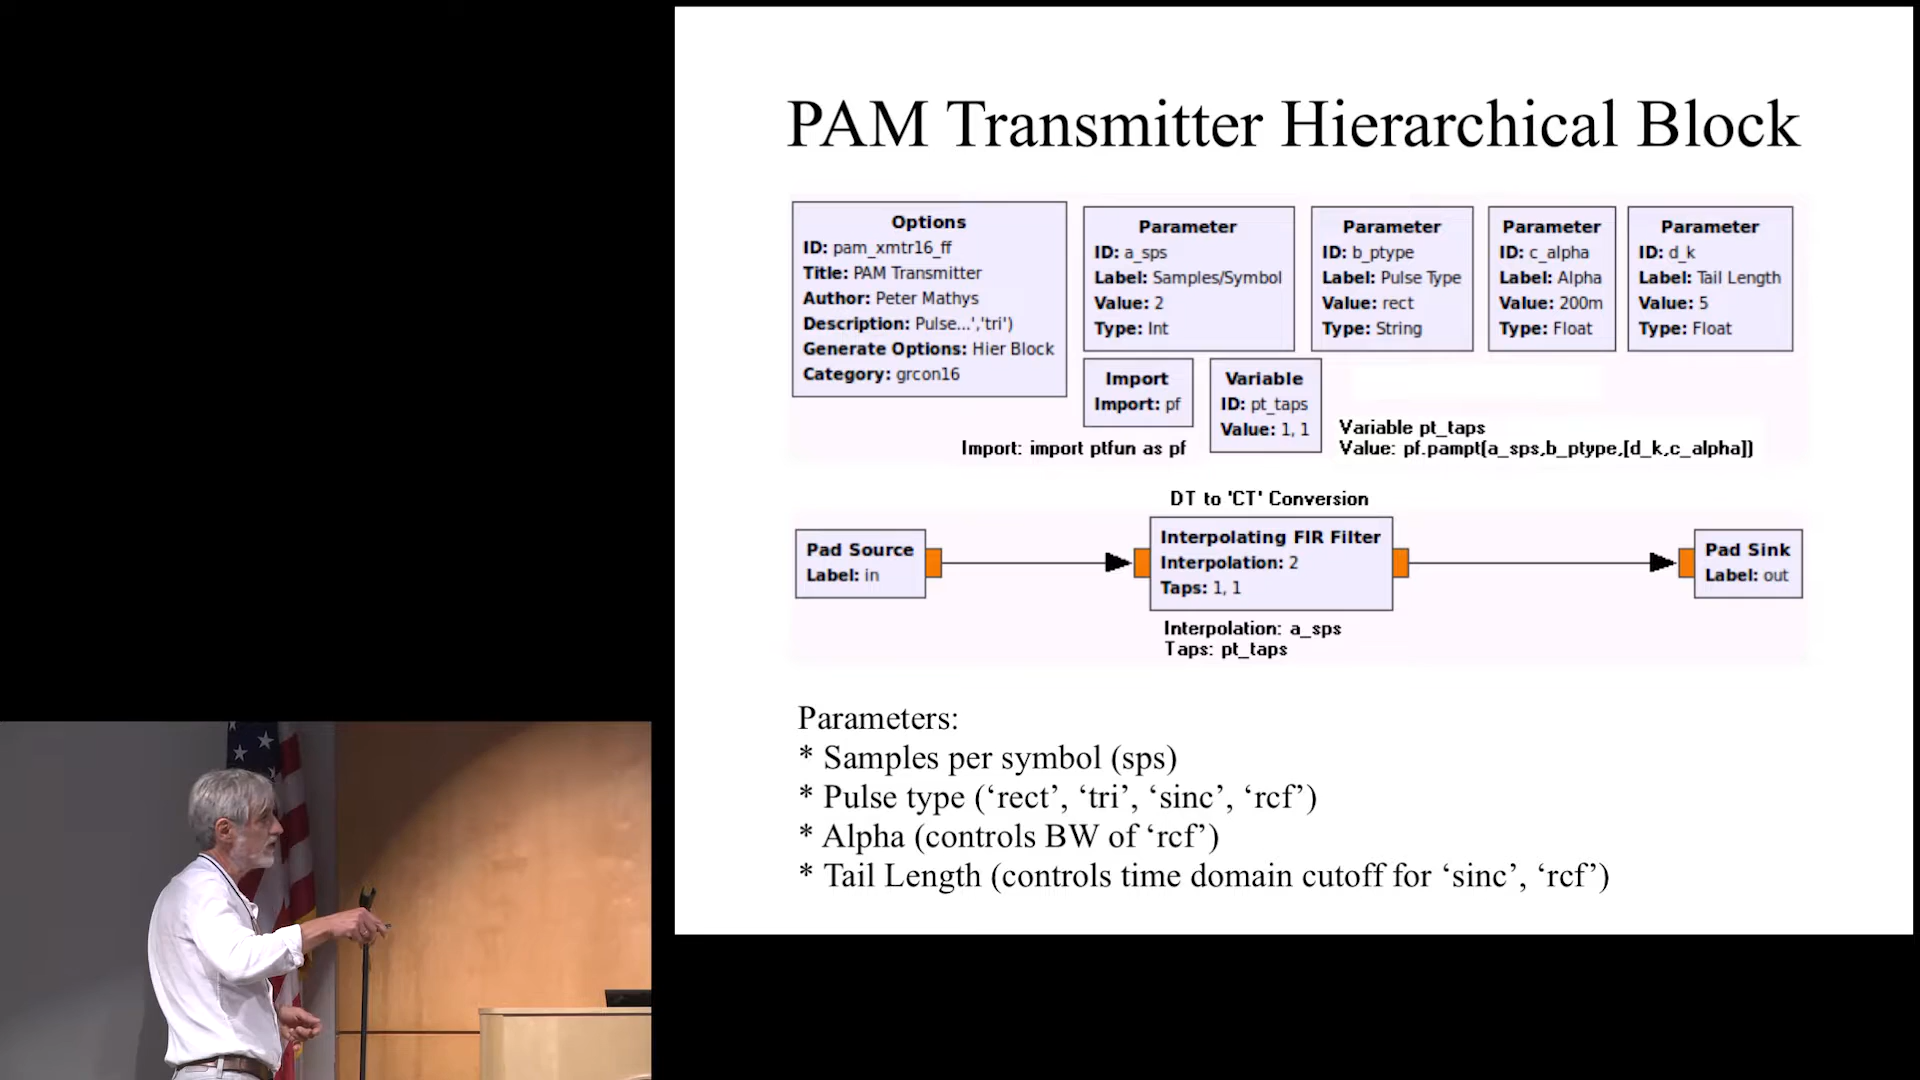 PAM Transmitter Hierarchical Block
Options
ID: pam_xmtr16_ff
Title: PAM Transmitter
Author: Peter Mathys
Description: Pulse...','tri')
Generate Options: Hier Block
Category: grcon16
Parameter
ID: a_sps
Label: Samples/Symbol
Value: 2
Type: Int
Parameter
ID: b_ptype
Label: Pulse Type
Value: rect
Type: String
Parameter
ID: c_alpha
Label: Alpha
Value: 200m
Type: Float
Parameter
ID: d_k
Label: Tail Length
Value: 5
Type: Float
Import
Import: pf
Variable
ID: pt_taps
Value: 1, 1
Import: import ptfun as pf
Variable pt_taps
Value: pf.pampt(a_sps,b_ptype,[d_k,c_alpha])
DT to 'CT' Conversion
Pad Source
Label: in
Interpolating FIR Filter
Interpolation: 2
Taps: 1, 1
Pad Sink
Label: out
Interpolation: a_sps
Taps: pt_taps
Parameters:
* Samples per symbol (sps)
* Pulse type (‘rect’, ‘tri’, ‘sinc’, ‘rcf’)
* Alpha (controls BW of ‘rcf’)
* Tail Length (controls time domain cutoff for ‘sinc’, ‘rcf’)